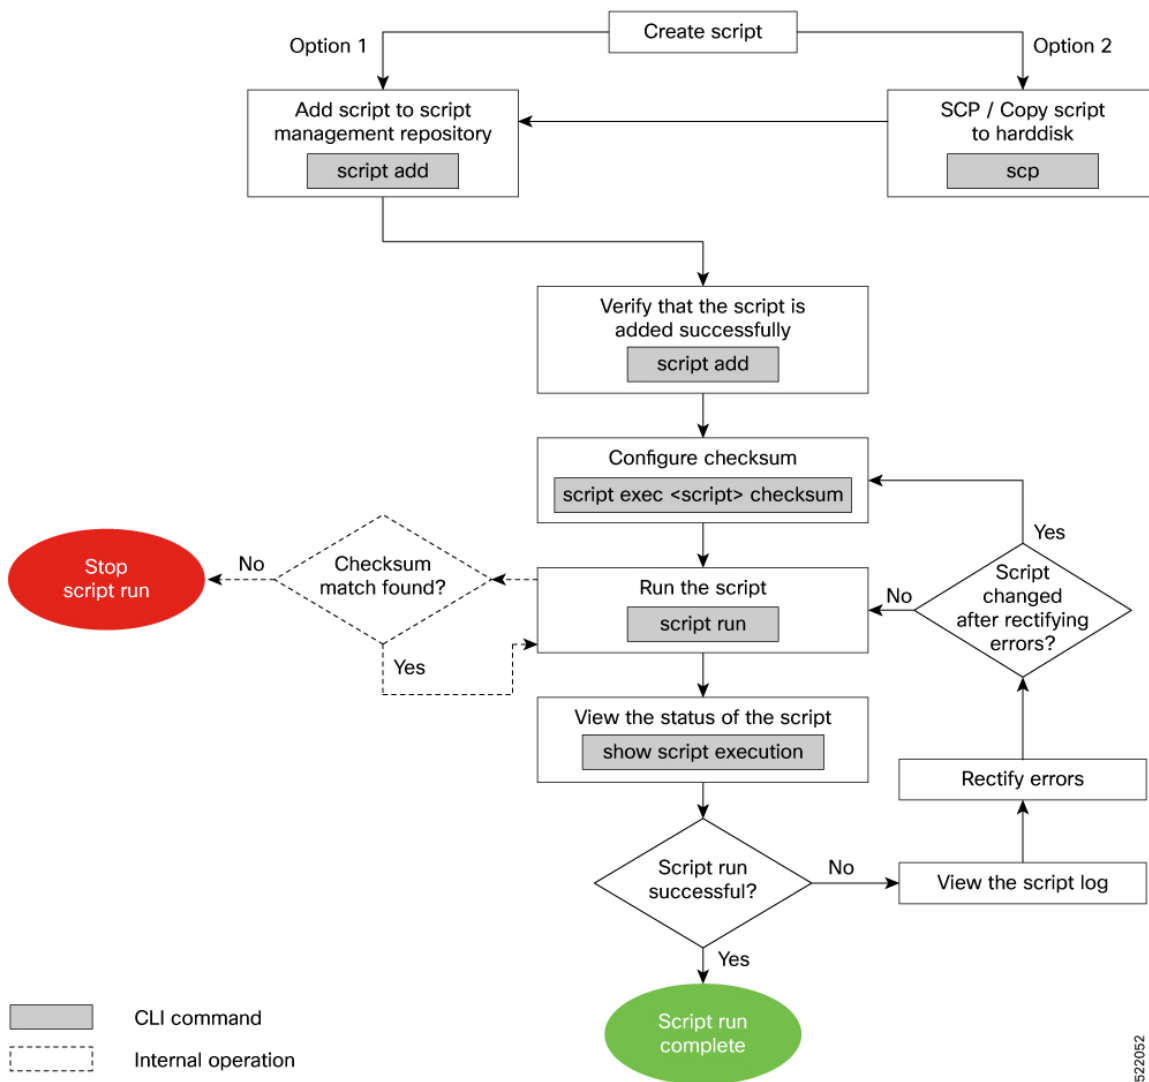 Create script
Option 1
Option 2
Add script to script
management repository
script add
SCP / Copy script
to harddisk
scp
Verify that the script is
added successfully
script add
Configure checksum
script exec <script> checksum
Yes
Stop
script run
No
Checksum
match found?
Yes
Run the script
script run
No
Script
changed
after rectifying
errors?
View the status of the script
show script execution
Rectify errors
Script run
successful?
No
View the script log
Yes
Script run
complete
CLI command
Internal operation
522052